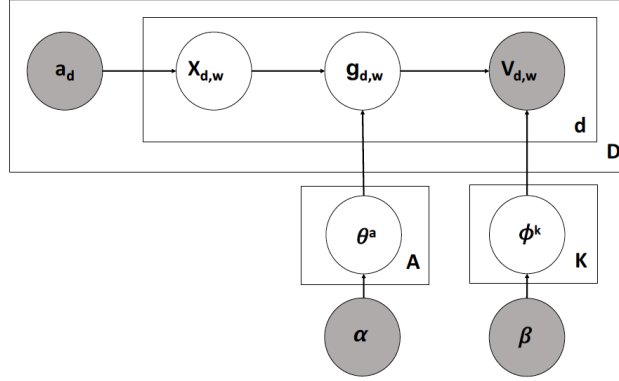 a_d
X_d,w
g_d,w
V_d,w
d
D
θ^a
A
ϕ^k
K
α
β